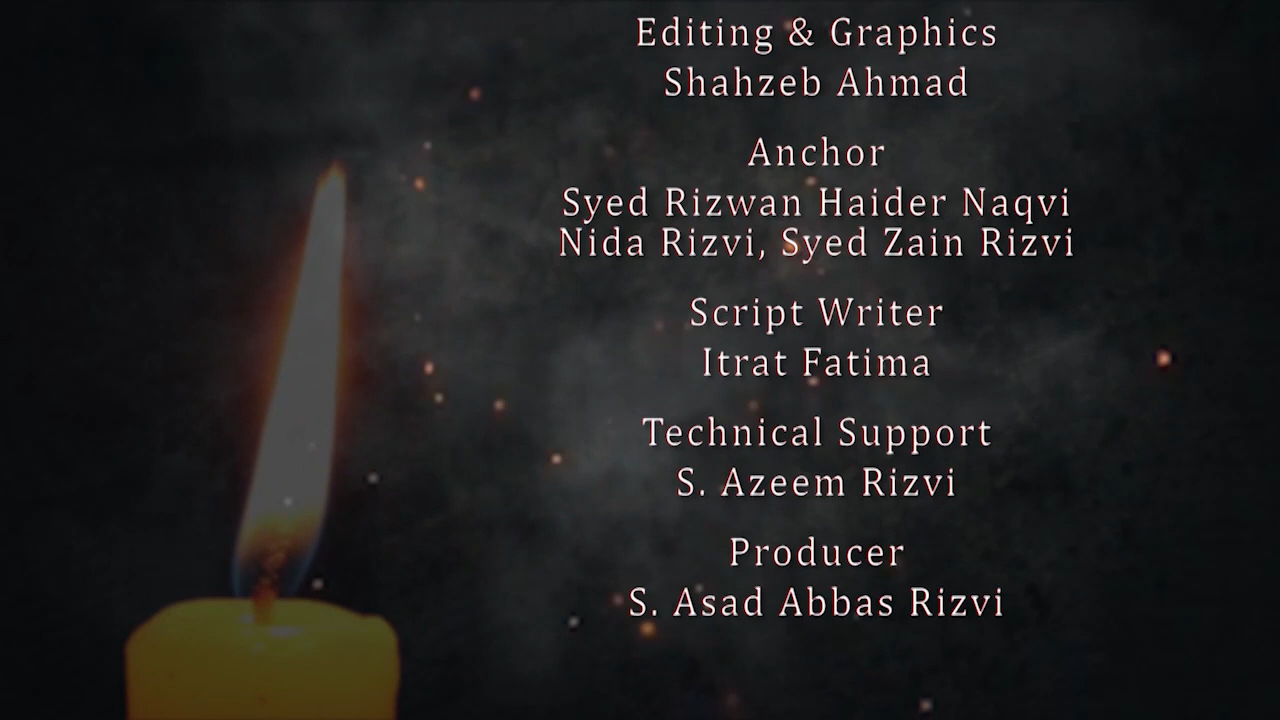 Editing & Graphics
Shahzeb Ahmad
Anchor
Syed Rizwan Haider Naqvi
Nida Rizvi, Syed Zain Rizvi
Script Writer
Itrat Fatima
Technical Support
S. Azeem Rizvi
Producer
S. Asad Abbas Rizvi